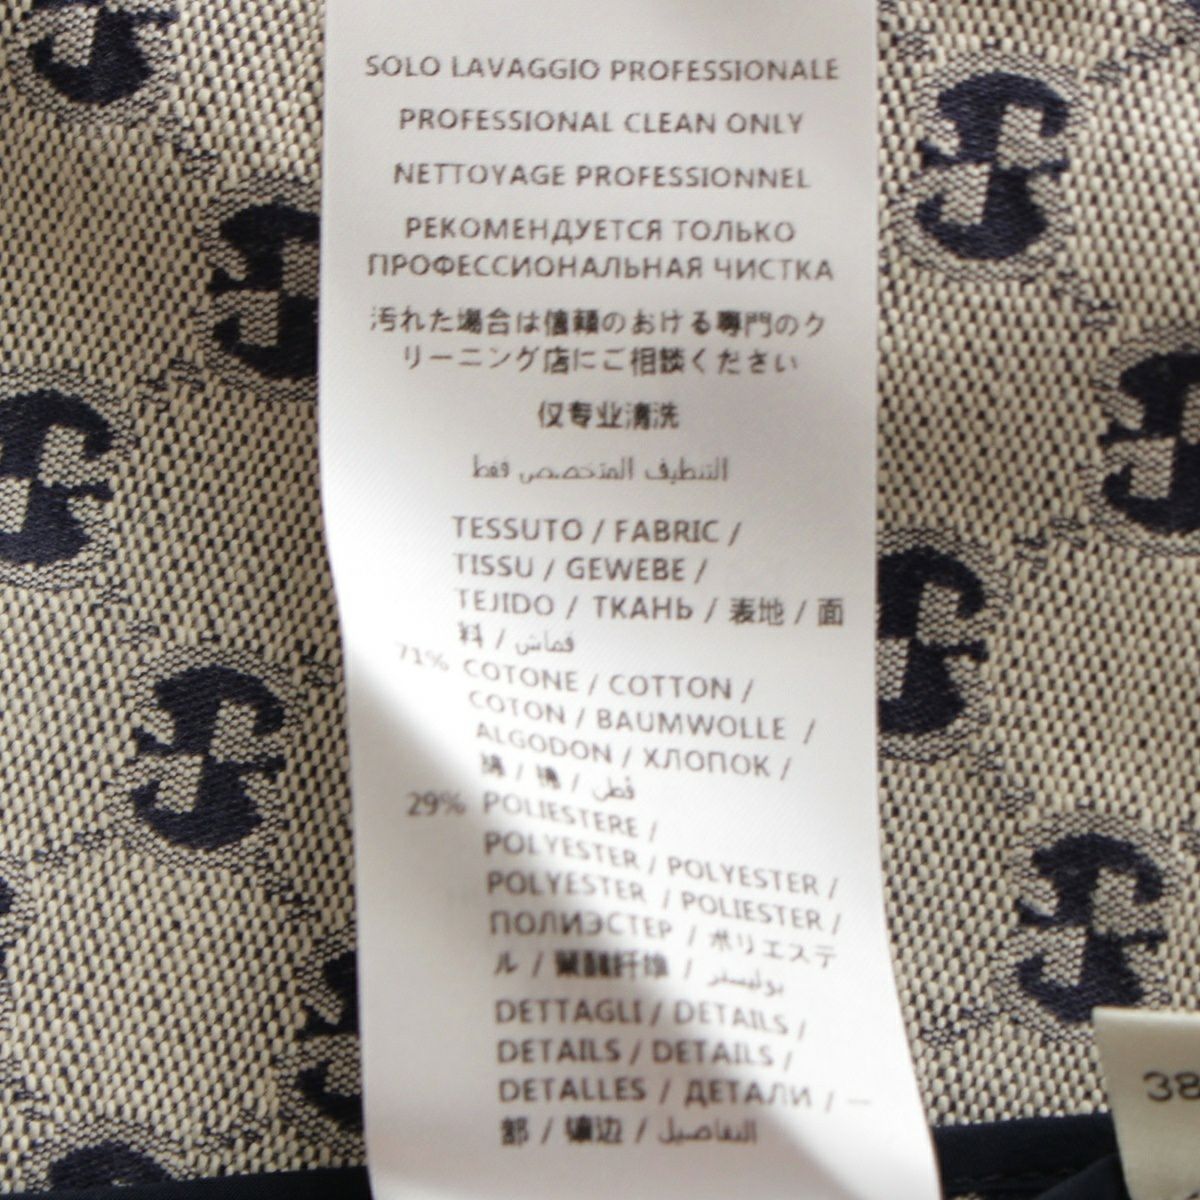 SOLO LAVAGGIO PROFESSIONALE
PROFESSIONAL CLEAN ONLY
NETTOYAGE PROFESSIONNEL
РЕКОМЕНДУЕТСЯ ТОЛЬКО
ПРОФЕССИОНАЛЬНАЯ ЧИСТКА
汚れた場合は信頼のおける専門のク
リーニング店にご相談ください
仅专业清洗
التنظيف المتخصص فقط
TESSUTO / FABRIC /
TISSU / GEWEBE /
TEJIDO / ТКАНЬ / 表地 / 面
料 / قماش
71% COTONE / COTTON /
COTON / BAUMWOLLE /
ALGODON / ХЛОПОК /
綿 / 棉 / قطن
29% POLIESTERE /
POLYESTER / POLYESTER /
POLYESTER / POLIESTER /
ПОЛИЭСТЕР / ポリエステ
ル / 聚酯纤维 / بوليستر
DETTAGLI / DETAILS /
DETAILS / DETAILS /
DETALLES / ДЕТАЛИ / 一
部 / 镶边 / التفاصيل
38